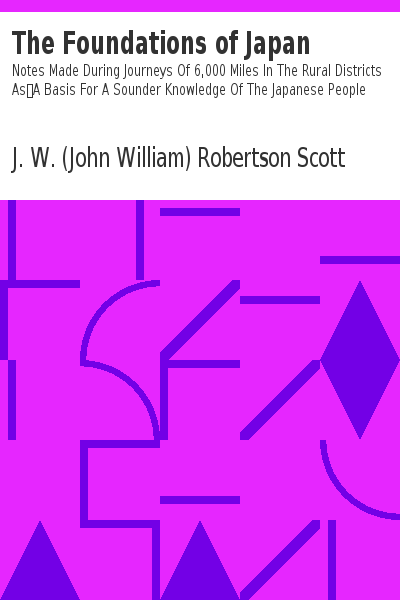 The Foundations of Japan
Notes Made During Journeys Of 6,000 Miles In The Rural Districts
As▯A Basis For A Sounder Knowledge Of The Japanese People
J. W. (John William) Robertson Scott